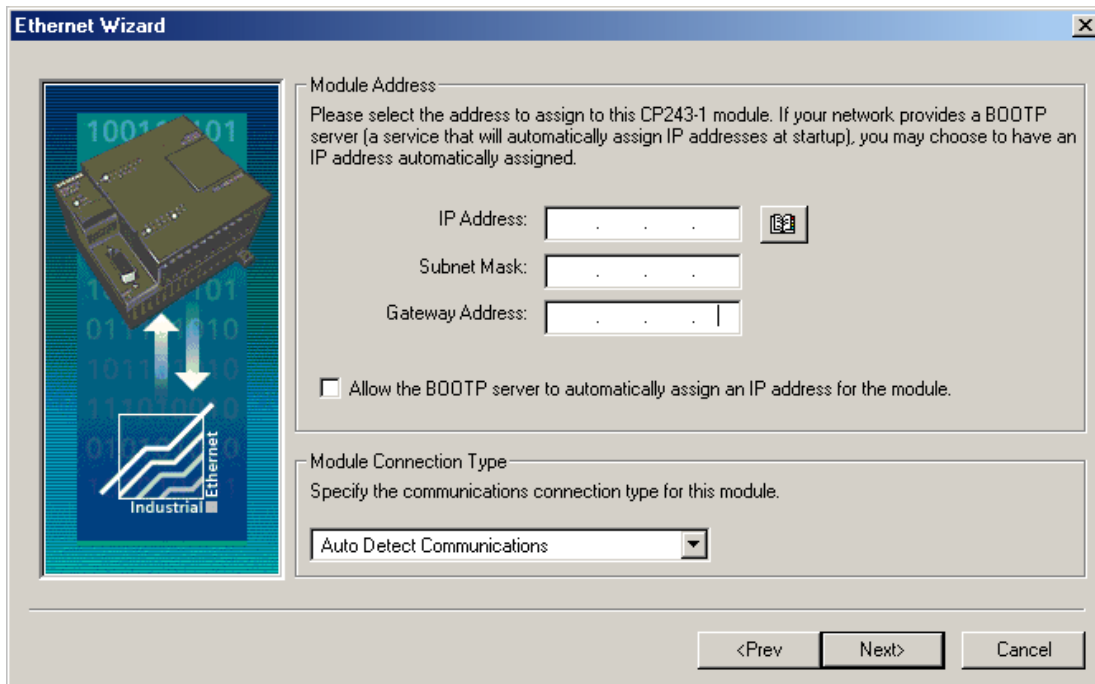 Ethernet Wizard
Module Address
Please select the address to assign to this CP243-1 module. If your network provides a BOOTP
server (a service that will automatically assign IP addresses at startup), you may choose to have an
IP address automatically assigned.
IP Address:
Subnet Mask:
Gateway Address:
Allow the BOOTP server to automatically assign an IP address for the module.
Module Connection Type
Specify the communications connection type for this module.
Auto Detect Communications
Industrial
Ethernet
<Prev
Next>
Cancel